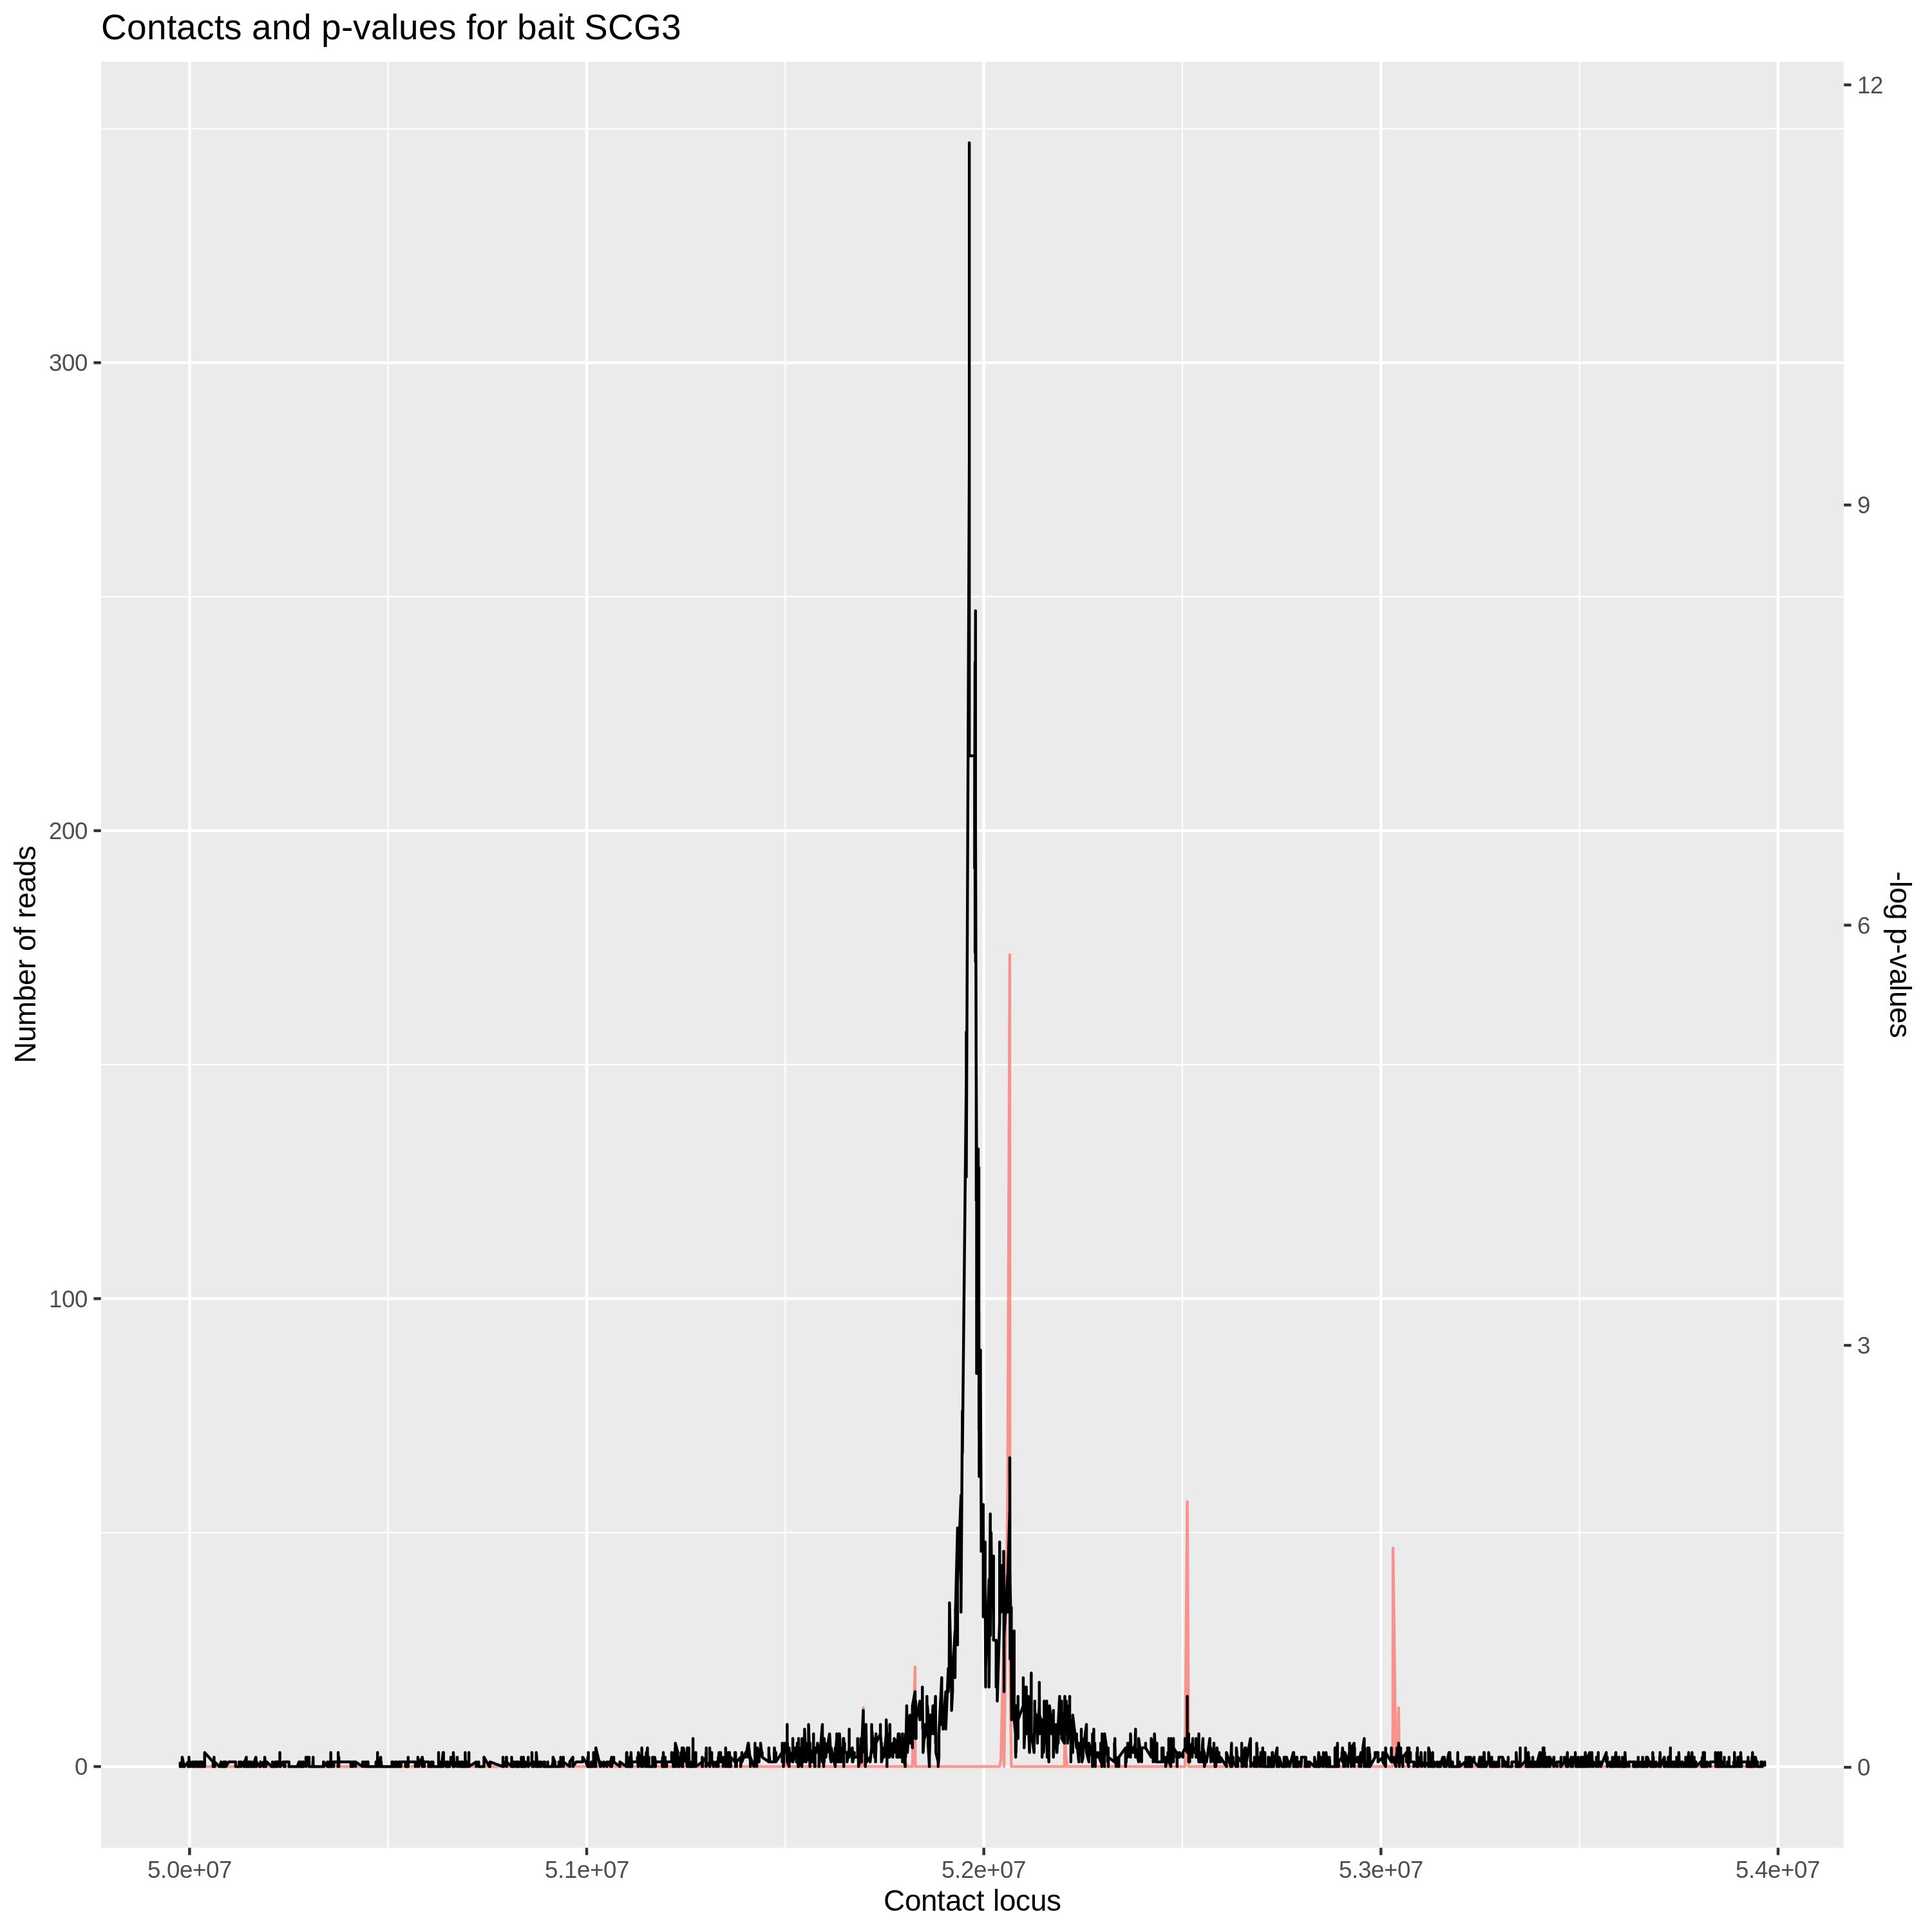 Contacts and p-values for bait SCG3
12
300
9
200
6
Number of reads
-log p-values
100
3
0
0
5.0e+07
5.1e+07
5.2e+07
5.3e+07
5.4e+07
Contact locus